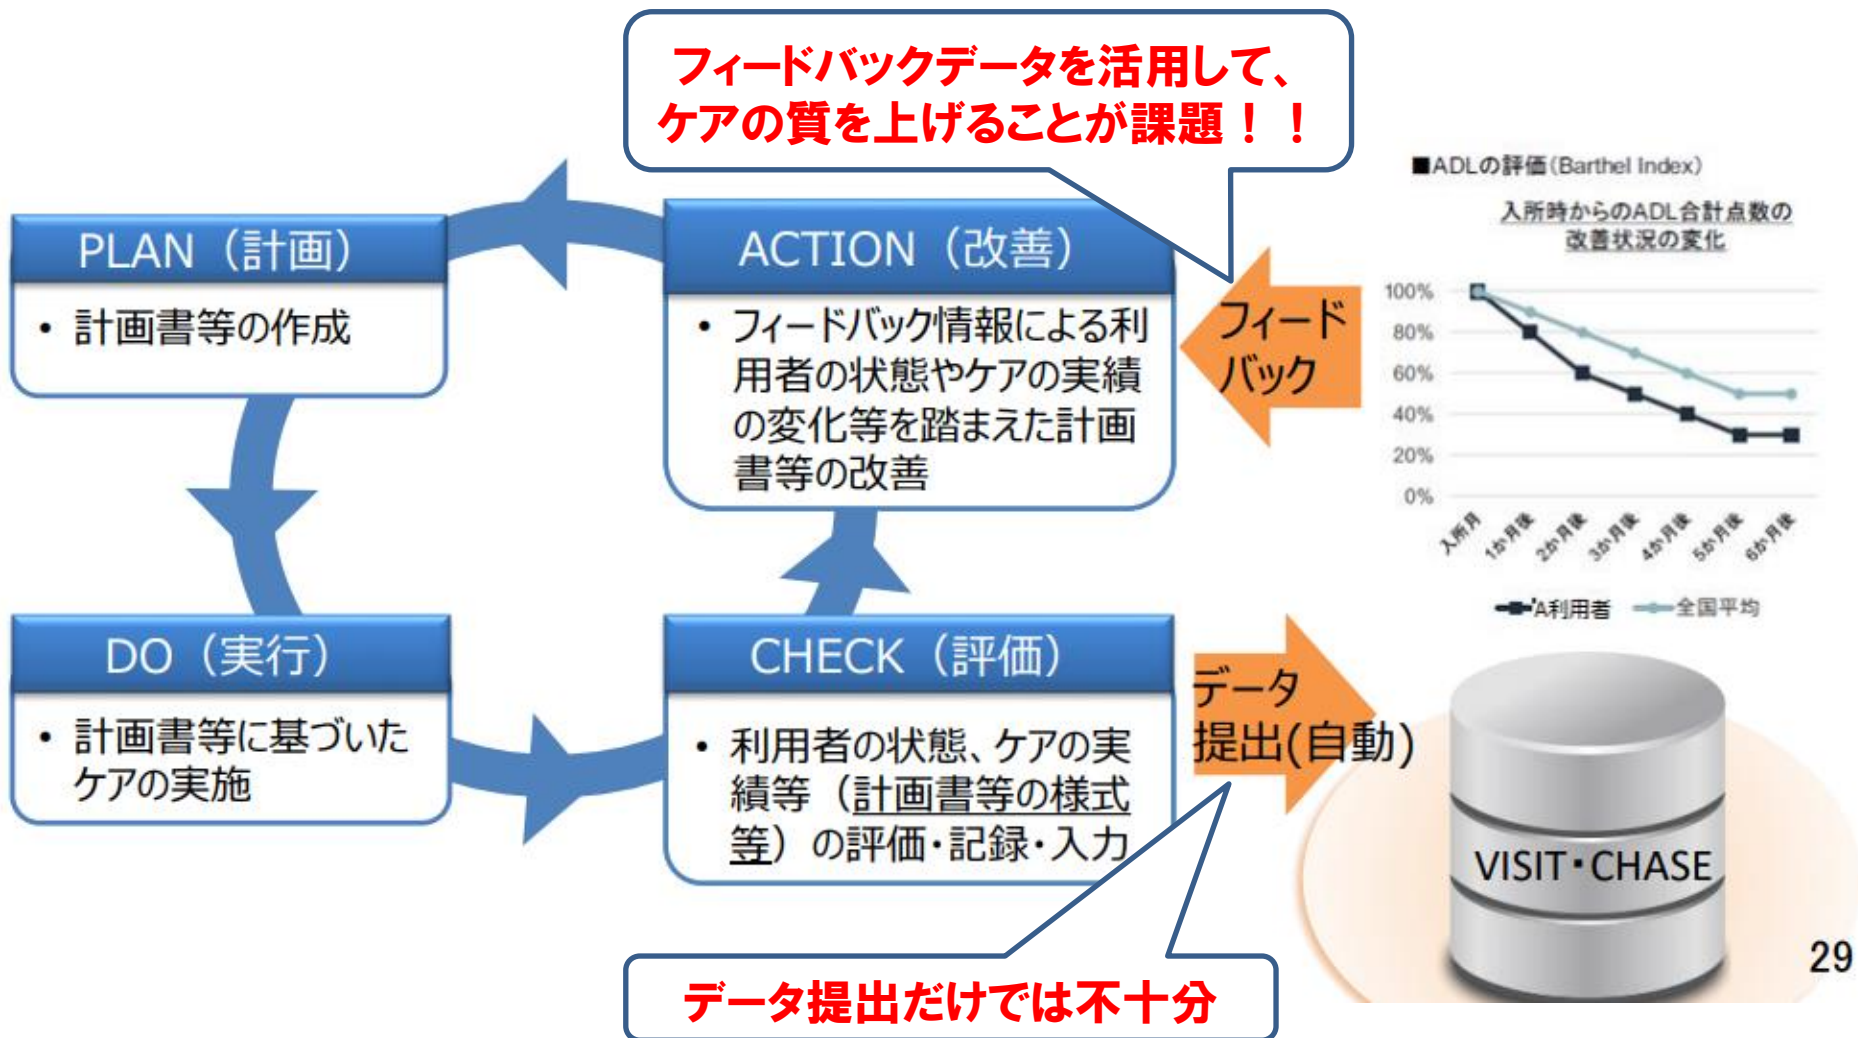 フィードバックデータを活用して、
ケアの質を上げることが課題！！
PLAN（計画）
• 計画書等の作成
ACTION（改善）
• フィードバック情報による利
用者の状態やケアの実績
の変化等を踏まえた計画
書等の改善
フィード
バック
■ADLの評価（Barthel Index）
入所時からのADL合計点数の
改善状況の変化
100%
80%
60%
40%
20%
0%
入所月
1か月後
2か月後
3か月後
4か月後
5か月後
6か月後
A利用者
全国平均
DO（実行）
• 計画書等に基づいた
ケアの実施
CHECK（評価）
• 利用者の状態、ケアの実
績等（計画書等の様式
等）の評価・記録・入力
データ
提出(自動)
VISIT・CHASE
データ提出だけでは不十分
29